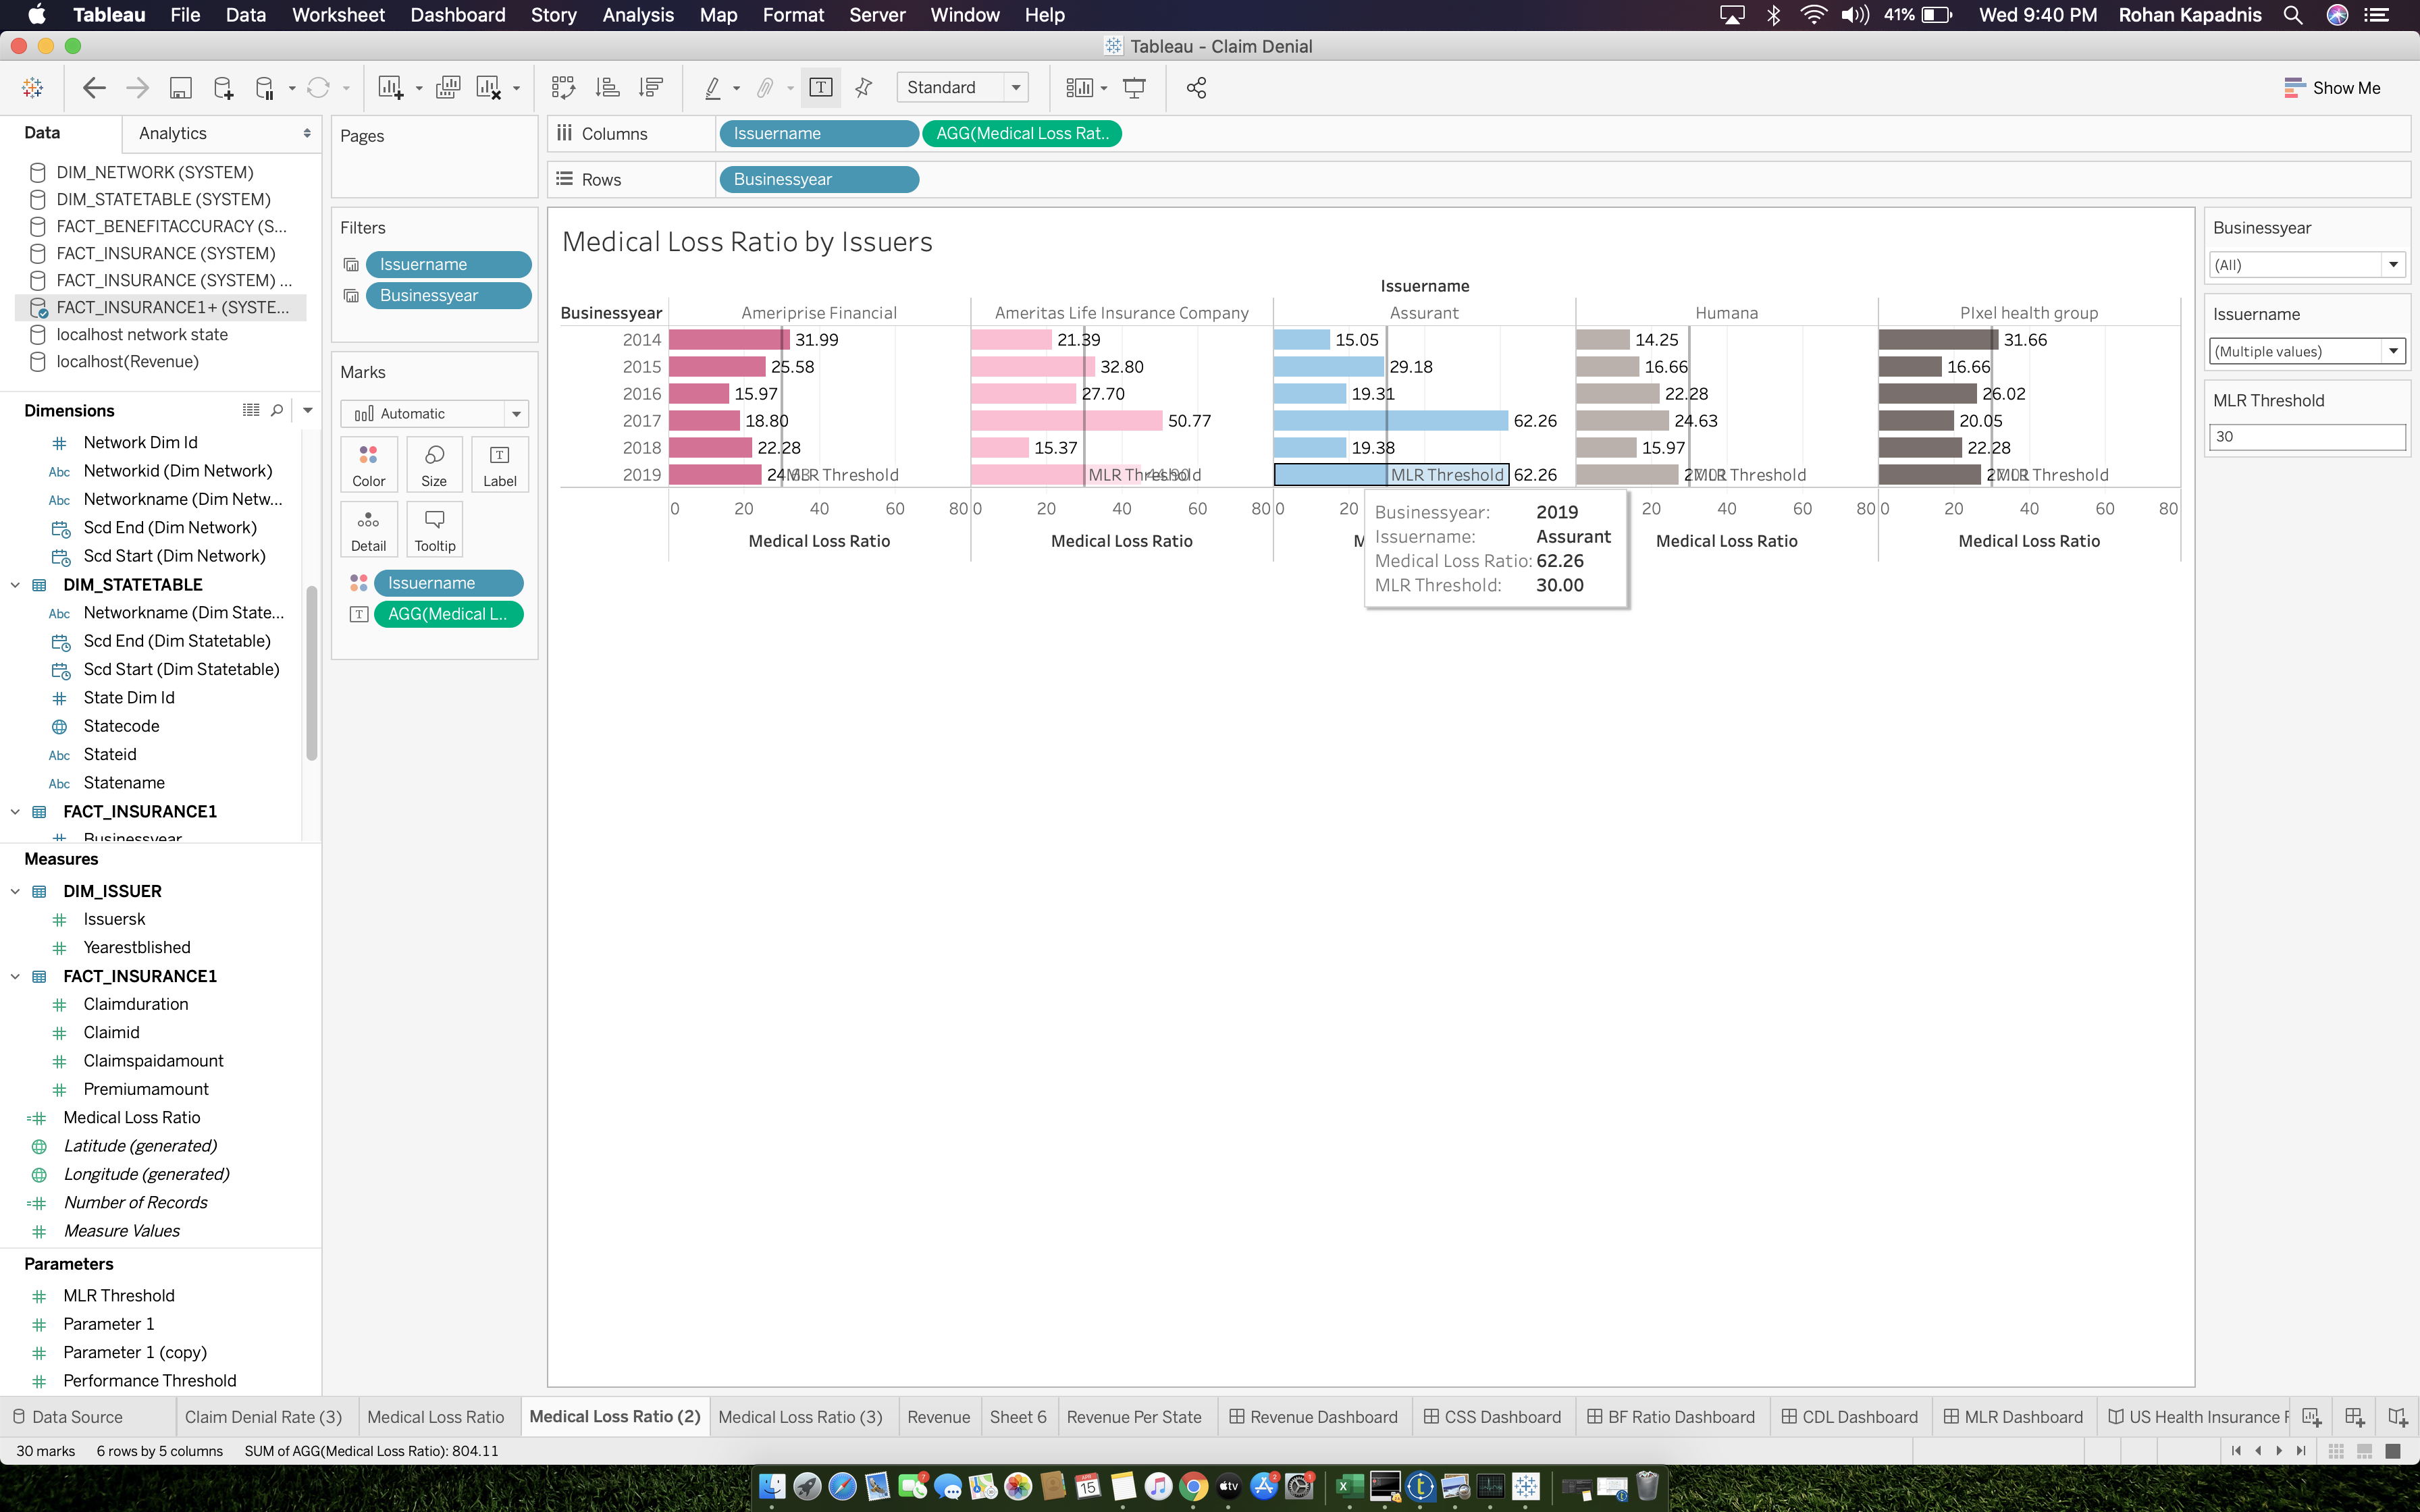 Tableau File Data Worksheet Dashboard Story Analysis Map Format Server Window Help 41% Wed 9:40 PM Rohan Kapadnis
Tableau - Claim Denial
Standard
Show Me
Data Analytics
DIM_NETWORK (SYSTEM)
DIM_STATETABLE (SYSTEM)
FACT_BENEFITACCURACY (S...
FACT_INSURANCE (SYSTEM)
FACT_INSURANCE (SYSTEM) ...
FACT_INSURANCE1+ (SYSTE...
localhost network state
localhost(Revenue)
Dimensions
# Network Dim Id
Abc Networkid (Dim Network)
Abc Networkname (Dim Netw...
Scd End (Dim Network)
Scd Start (Dim Network)
DIM_STATETABLE
Abc Networkname (Dim State...
Scd End (Dim Statetable)
Scd Start (Dim Statetable)
# State Dim Id
Statecode
Abc Stateid
Abc Statename
FACT_INSURANCE1
# Businessyear
Measures
DIM_ISSUER
# Issuersk
# Yearestblished
FACT_INSURANCE1
# Claimduration
# Claimid
# Claimspaidamount
# Premiumamount
=# Medical Loss Ratio
Latitude (generated)
Longitude (generated)
=# Number of Records
# Measure Values
Parameters
# MLR Threshold
# Parameter 1
# Parameter 1 (copy)
# Performance Threshold
Pages
Filters
Issuername
Businessyear
Marks
Automatic
Color Size Label
Detail Tooltip
Issuername
AGG(Medical L..
Columns Issuername AGG(Medical Loss Rat..
Rows Businessyear
Medical Loss Ratio by Issuers
Issuername
Businessyear Ameriprise Financial Ameritas Life Insurance Company Assurant Humana PIxel health group
2014 31.99 21.39 15.05 14.25 31.66
2015 25.58 32.80 29.18 16.66 16.66
2016 15.97 27.70 19.31 22.28 26.02
2017 18.80 50.77 62.26 24.63 20.05
2018 22.28 15.37 19.38 15.97 22.28
2019 MLR Threshold MLR Threshold MLR Threshold 62.26 MLR Threshold MLR Threshold
0 20 40 60 80 0 20 40 60 80 0 20 20 40 60 80 0 20 40 60 80
Medical Loss Ratio Medical Loss Ratio M Medical Loss Ratio Medical Loss Ratio
Businessyear: 2019
Issuername: Assurant
Medical Loss Ratio: 62.26
MLR Threshold: 30.00
Businessyear
(All)
Issuername
(Multiple values)
MLR Threshold
30
Data Source Claim Denial Rate (3) Medical Loss Ratio Medical Loss Ratio (2) Medical Loss Ratio (3) Revenue Sheet 6 Revenue Per State Revenue Dashboard CSS Dashboard BF Ratio Dashboard CDL Dashboard MLR Dashboard US Health Insurance
30 marks 6 rows by 5 columns SUM of AGG(Medical Loss Ratio): 804.11